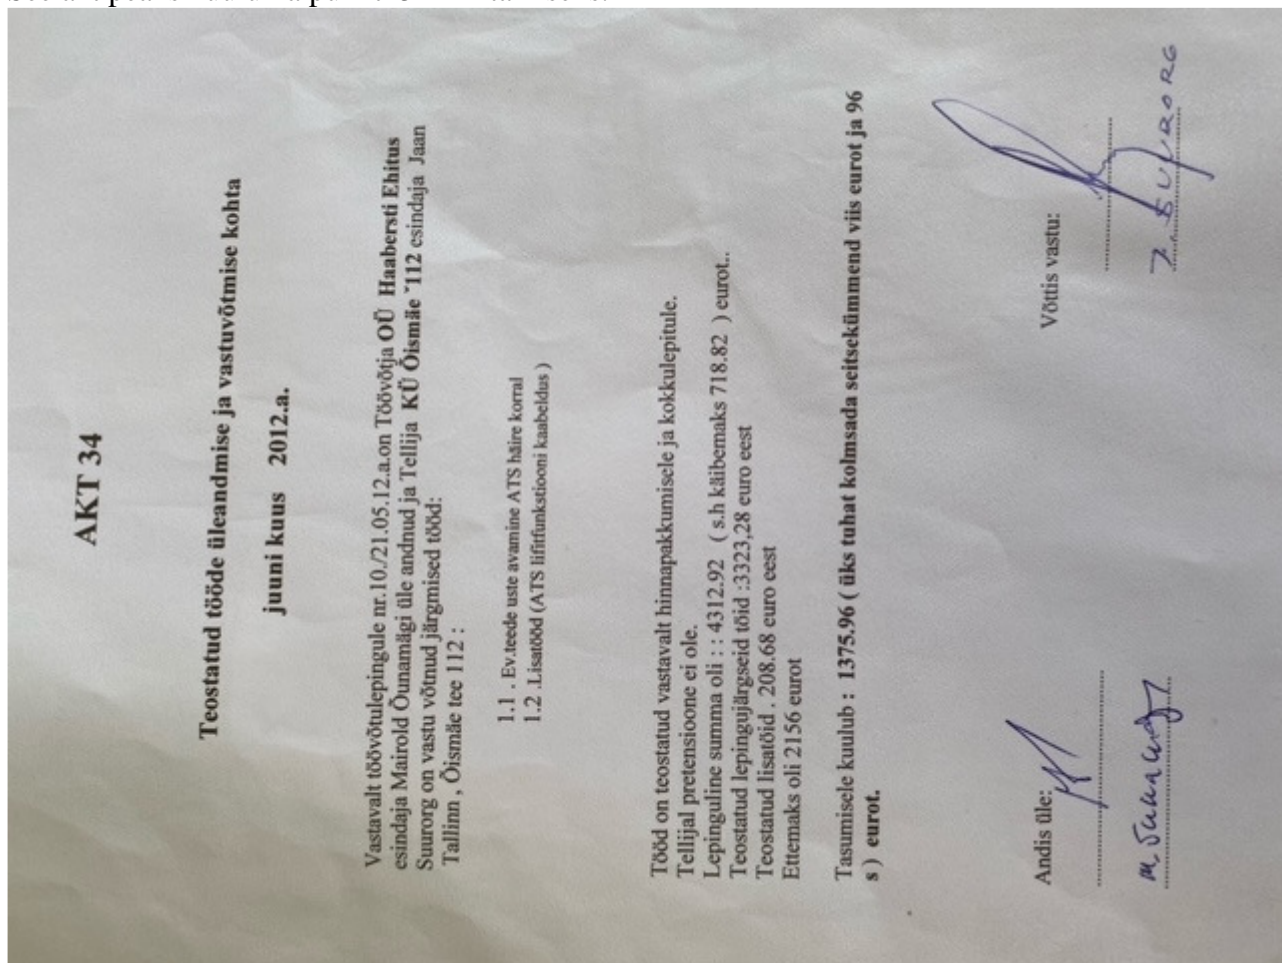 AKT 34
Teostatud tööde üleandmise ja vastuvõtmise kohta
juuni kuus 2012.a.
Vastavalt töövõtulepingule nr.10./21.05.12.a.on Töövõtja OÜ Haabersti Ehitus
esindaja Mairold Õunamägi üle andnud ja Tellija KÜ Õismäe ˇ112 esindaja Jaan
Suurorg on vastu võtnud järgmised tööd:
Tallinn , Õismäe tee 112 :
1.1 . Ev.teede uste avamine ATS häire korral
1.2 .Lisatööd (ATS lifitfunkstiooni kaabeldus )
Tööd on teostatud vastavalt hinnapakkumisele ja kokkulepitule.
Tellijal pretensioone ei ole.
Lepinguline summa oli : : 4312.92 ( s.h käibemaks 718.82 ) eurot..
Teostatud lepingujärgseid töid :3323,28 euro eest
Teostatud lisatöid . 208.68 euro eest
Ettemaks oli 2156 eurot
Tasumisele kuulub : 1375.96 ( üks tuhat kolmsada seitsekümmend viis eurot ja 96
s ) eurot.
Andis üle:
Võttis vastu:
J. SUURORG